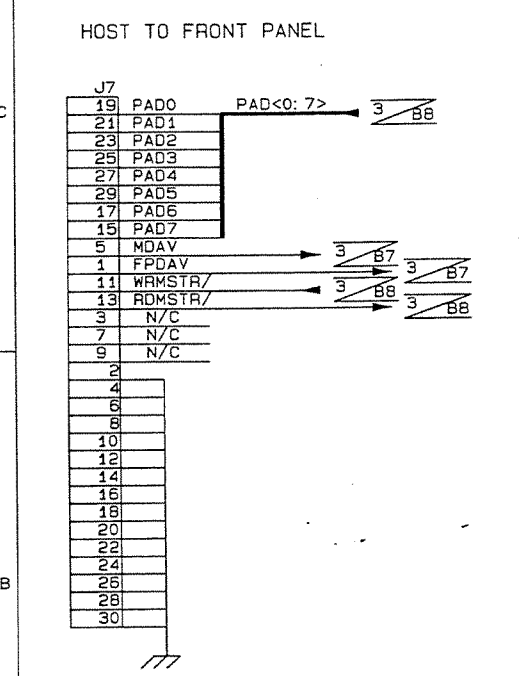 HOST TO FRONT PANEL
J7
19 PAD0 PAD<0:7> 3 B8
C
21 PAD1
23 PAD2
25 PAD3
27 PAD4
29 PAD5
17 PAD6
15 PAD7
5 MDAV 3 B7
1 FPDAV 3 B7
11 WRMSTR/ 3 B8
13 RDMSTR/ 3 B8
3 N/C
7 N/C
9 N/C
2
4
6
8
10
12
14
16
18
20
22
24
26
B
28
30